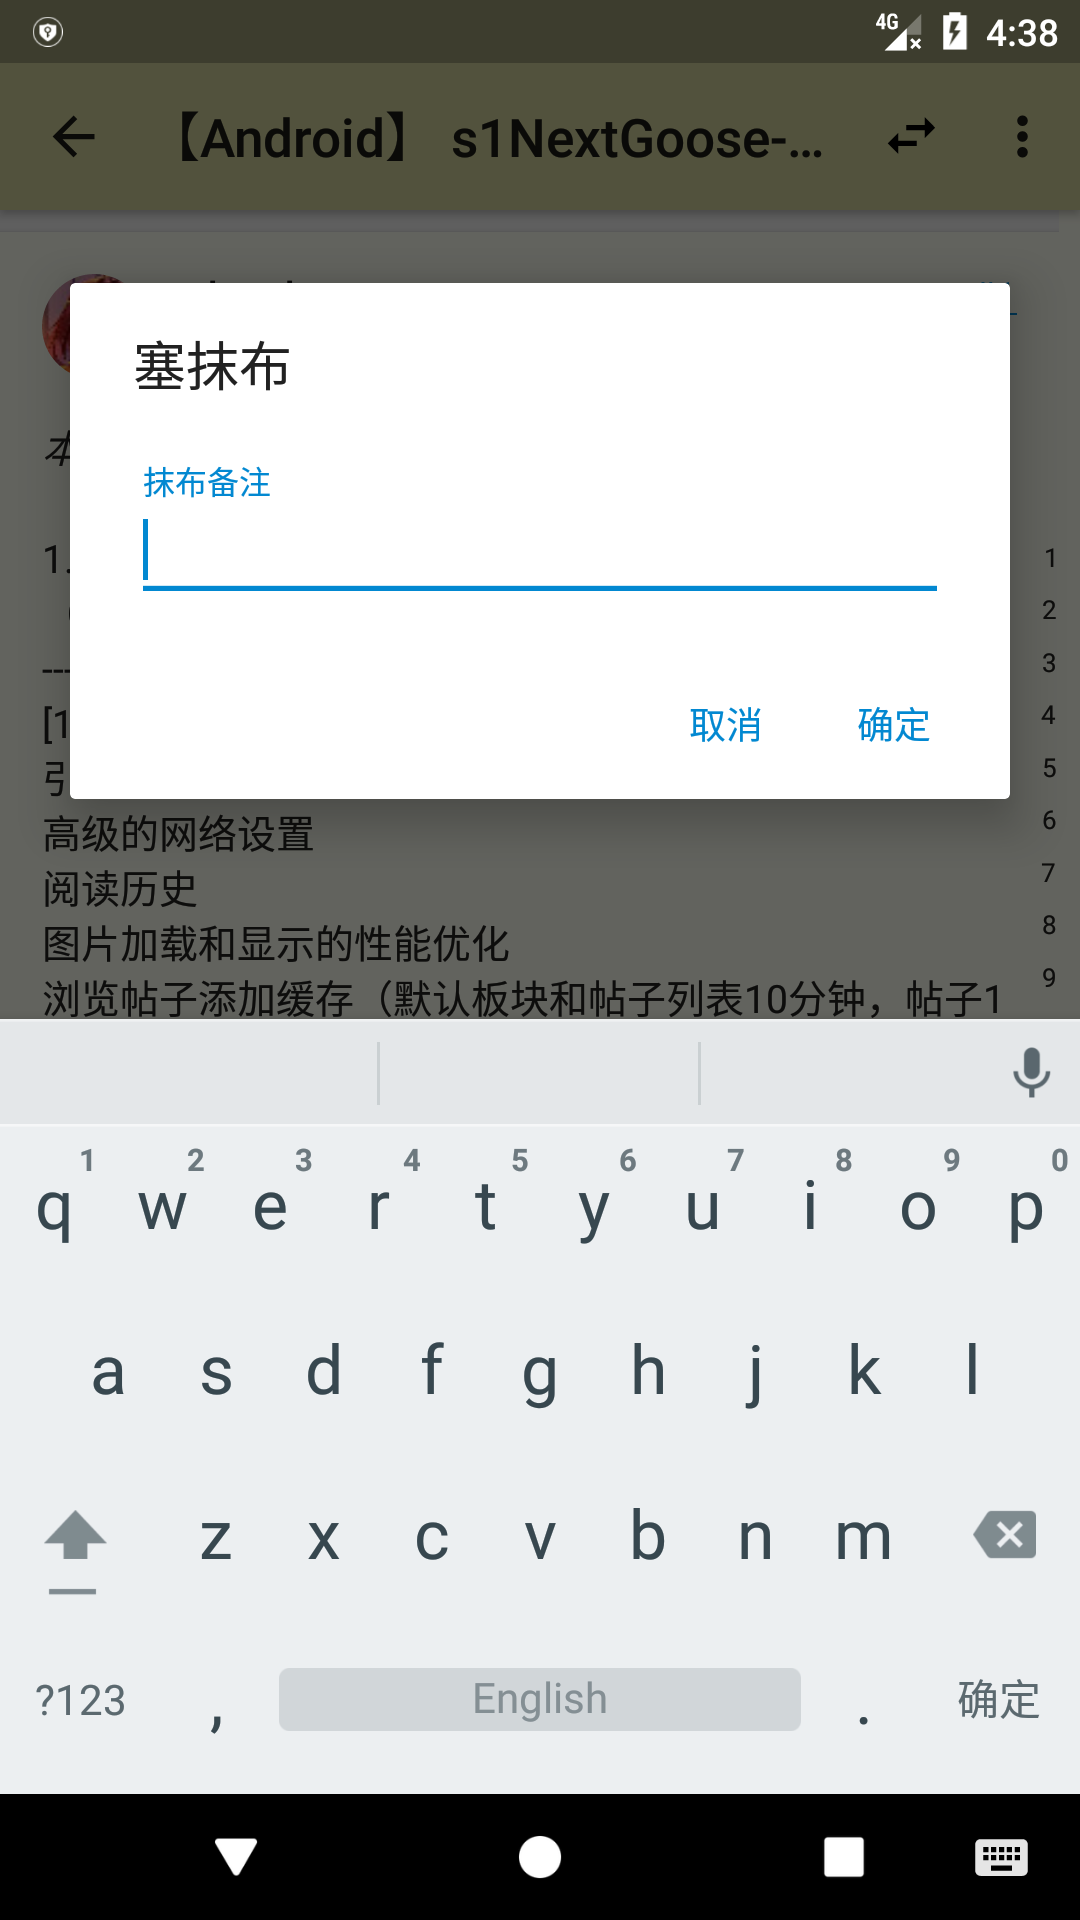 4G 4:38
【Android】 s1NextGoose-…
塞抹布
本
抹布备注
1.
1
2
---
3
[1
取消 确定
4
引
5
高级的网络设置
6
阅读历史
7
图片加载和显示的性能优化
8
浏览帖子添加缓存（默认板块和帖子列表10分钟，帖子1
9
1 2 3 4 5 6 7 8 9 0
q w e r t y u i o p
a s d f g h j k l
z x c v b n m
?123 , English . 确定